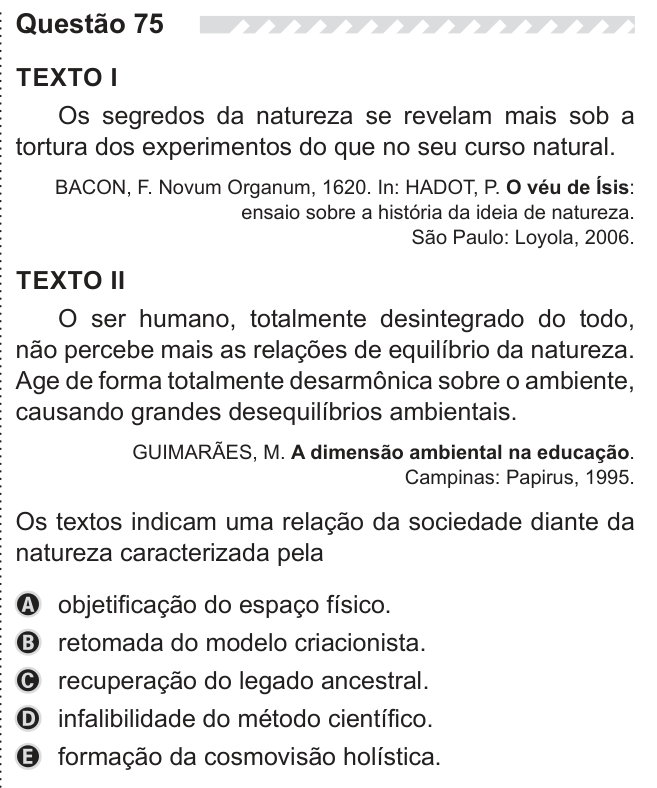 Questão 75
TEXTO I
Os segredos da natureza se revelam mais sob a
tortura dos experimentos do que no seu curso natural.
BACON, F. Novum Organum, 1620. In: HADOT, P. O véu de Ísis:
ensaio sobre a história da ideia de natureza.
São Paulo: Loyola, 2006.
TEXTO II
O ser humano, totalmente desintegrado do todo,
não percebe mais as relações de equilíbrio da natureza.
Age de forma totalmente desarmônica sobre o ambiente,
causando grandes desequilíbrios ambientais.
GUIMARÃES, M. A dimensão ambiental na educação.
Campinas: Papirus, 1995.
Os textos indicam uma relação da sociedade diante da
natureza caracterizada pela
A objetificação do espaço físico.
B retomada do modelo criacionista.
C recuperação do legado ancestral.
D infalibilidade do método científico.
E formação da cosmovisão holística.